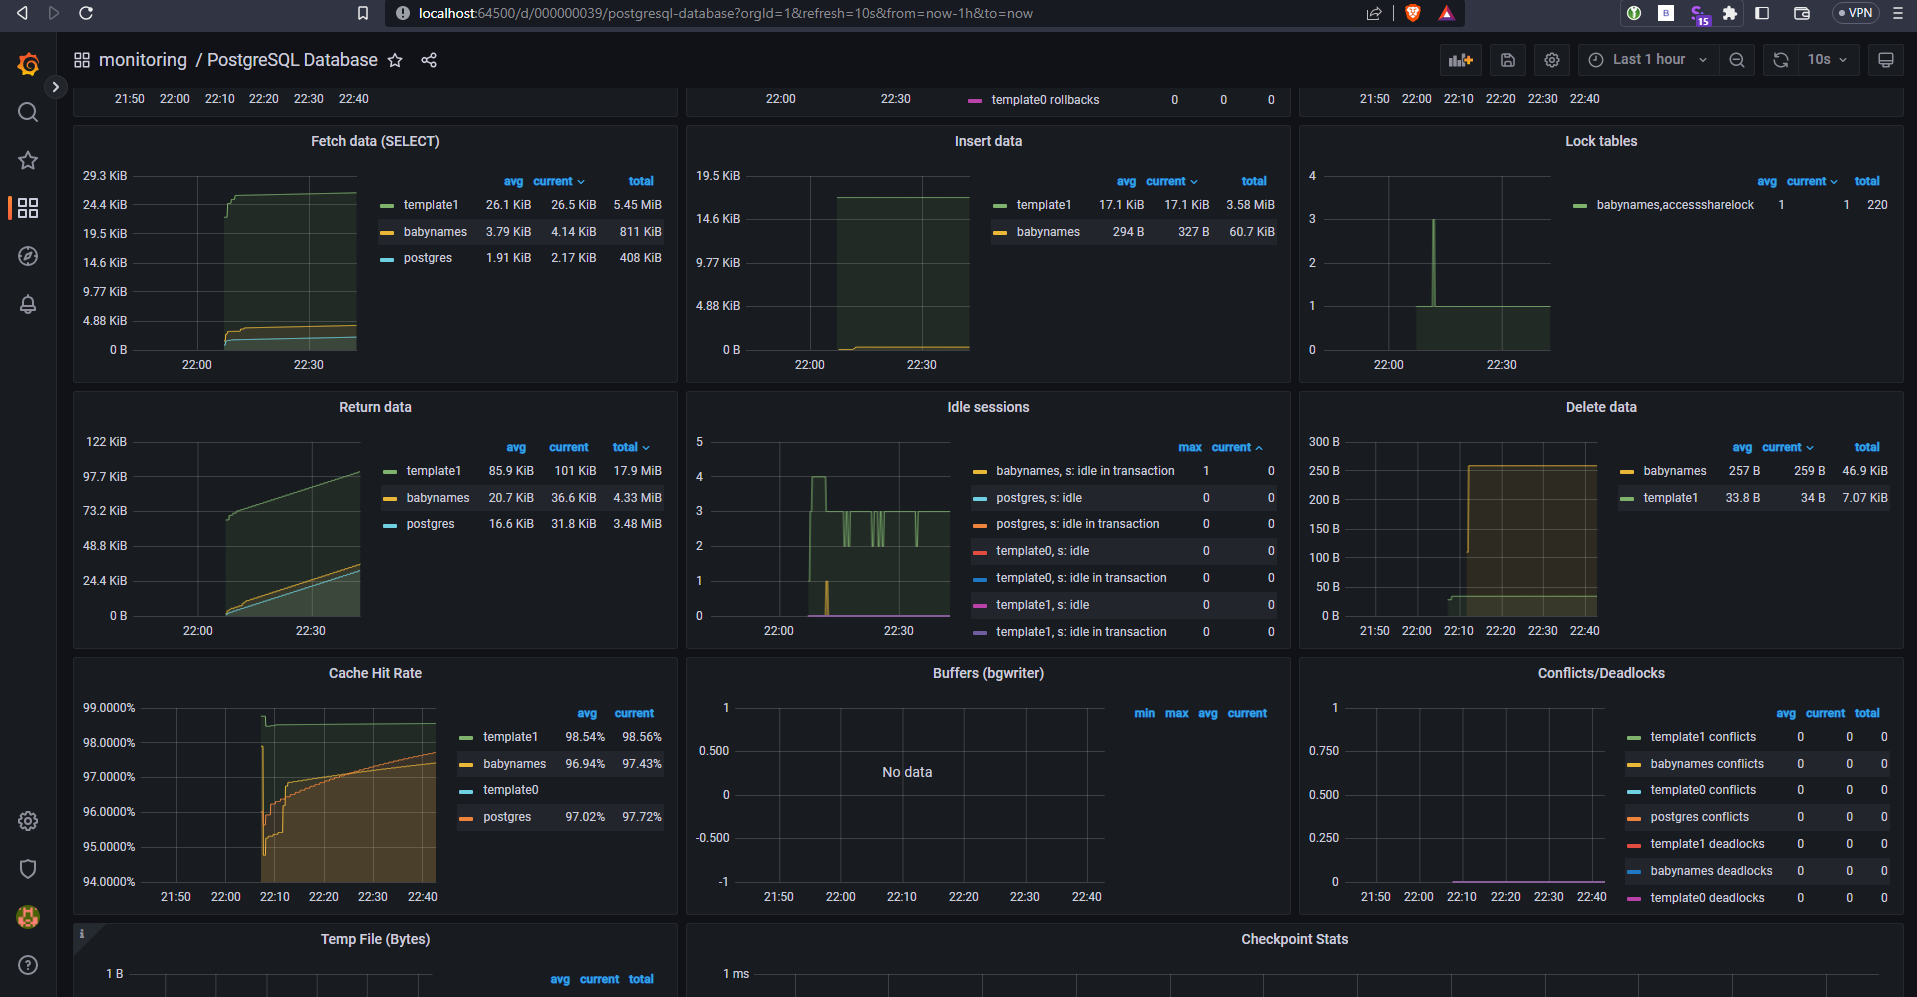 localhost:64500/d/000000039/postgresql-database?orgId=1&refresh=10s&from=now-1h&to=now
B
15
VPN
monitoring / PostgreSQL Database
Last 1 hour
10s
21:50 22:00 22:10 22:20 22:30 22:40
22:00 22:30
template0 rollbacks 0 0 0
21:50 22:00 22:10 22:20 22:30 22:40
Fetch data (SELECT)
29.3 KiB
24.4 KiB
19.5 KiB
14.6 KiB
9.77 KiB
4.88 KiB
0 B
22:00 22:30
avg current total
template1 26.1 KiB 26.5 KiB 5.45 MiB
babynames 3.79 KiB 4.14 KiB 811 KiB
postgres 1.91 KiB 2.17 KiB 408 KiB
Insert data
19.5 KiB
14.6 KiB
9.77 KiB
4.88 KiB
0 B
22:00 22:30
avg current total
template1 17.1 KiB 17.1 KiB 3.58 MiB
babynames 294 B 327 B 60.7 KiB
Lock tables
4
3
2
1
0
22:00 22:30
avg current total
babynames,accesssharelock 1 1 220
Return data
122 KiB
97.7 KiB
73.2 KiB
48.8 KiB
24.4 KiB
0 B
22:00 22:30
avg current total
template1 85.9 KiB 101 KiB 17.9 MiB
babynames 20.7 KiB 36.6 KiB 4.33 MiB
postgres 16.6 KiB 31.8 KiB 3.48 MiB
Idle sessions
5
4
3
2
1
0
22:00 22:30
max current
babynames, s: idle in transaction 1 0
postgres, s: idle 0 0
postgres, s: idle in transaction 0 0
template0, s: idle 0 0
template0, s: idle in transaction 0 0
template1, s: idle 0 0
template1, s: idle in transaction 0 0
Delete data
300 B
250 B
200 B
150 B
100 B
50 B
0 B
21:50 22:00 22:10 22:20 22:30 22:40
avg current total
babynames 257 B 259 B 46.9 KiB
template1 33.8 B 34 B 7.07 KiB
Cache Hit Rate
99.0000%
98.0000%
97.0000%
96.0000%
95.0000%
94.0000%
21:50 22:00 22:10 22:20 22:30 22:40
avg current
template1 98.54% 98.56%
babynames 96.94% 97.43%
template0
postgres 97.02% 97.72%
Buffers (bgwriter)
1
0.500
0
-0.500
-1
No data
21:50 22:00 22:10 22:20 22:30 22:40
min max avg current
Conflicts/Deadlocks
1
0.750
0.500
0.250
0
21:50 22:00 22:10 22:20 22:30 22:40
avg current total
template1 conflicts 0 0 0
babynames conflicts 0 0 0
template0 conflicts 0 0 0
postgres conflicts 0 0 0
template1 deadlocks 0 0 0
babynames deadlocks 0 0 0
template0 deadlocks 0 0 0
Temp File (Bytes)
1 B
avg current total
Checkpoint Stats
1 ms